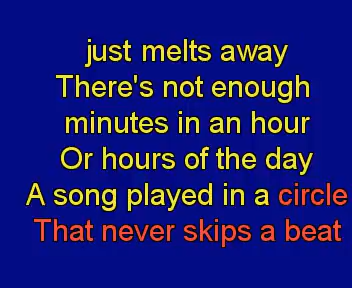 just melts away
There's not enough
minutes in an hour
Or hours of the day
A song played in a circle
That never skips a beat